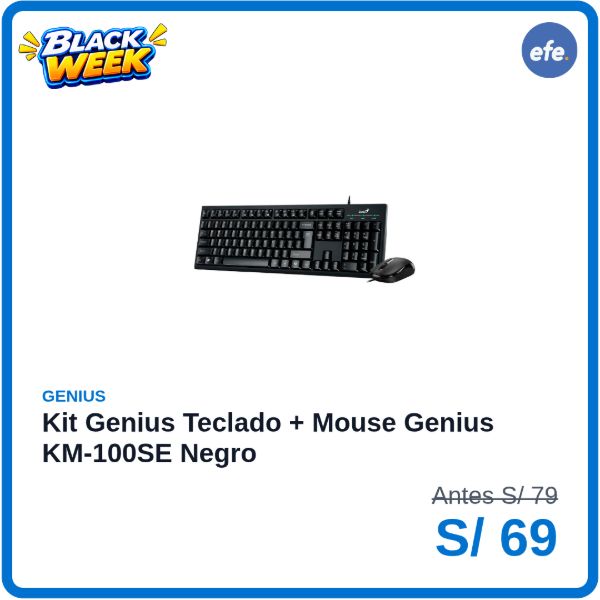 BLACK
WEEK
efe.
GENIUS
Kit Genius Teclado + Mouse Genius
KM-100SE Negro
Antes S/ 79
S/ 69